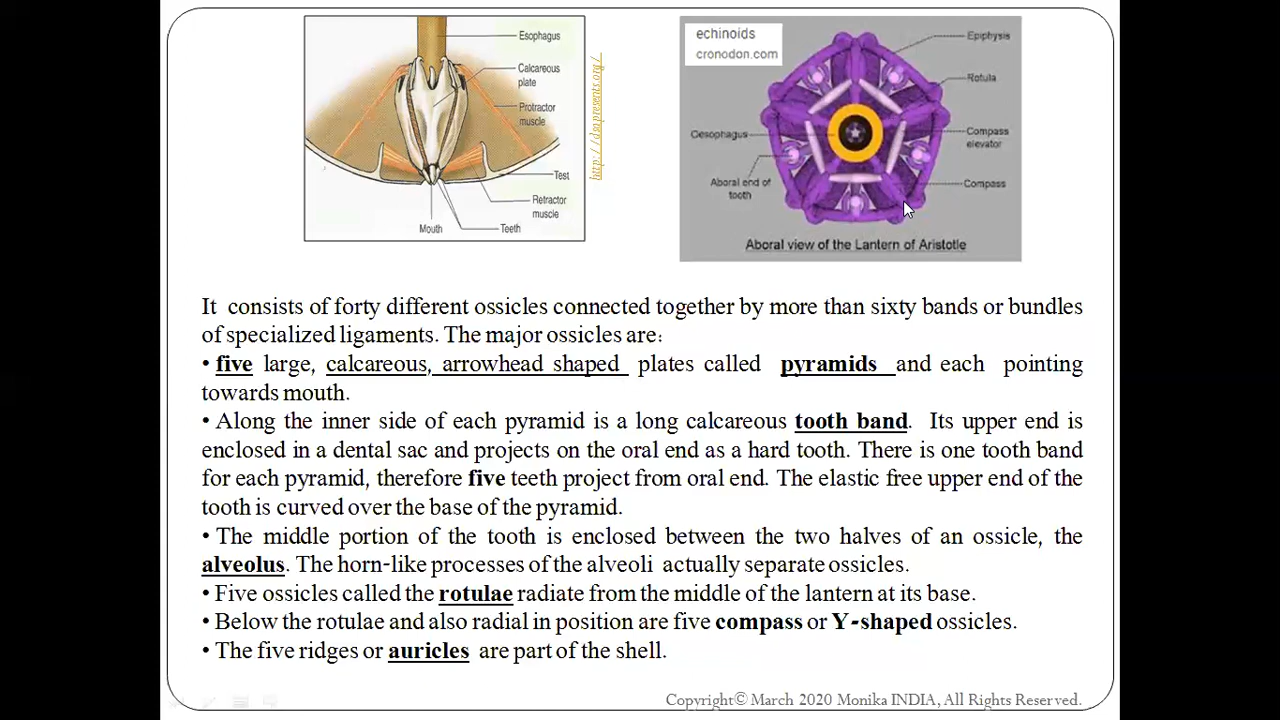 Esophagus
Calcareous
plate
Protractor
muscle
Test
Retractor
muscle
Mouth
Teeth
http://dsapresents.org/
echinoids
cronodon.com
Epiphysis
Rotula
Oesophagus
Compass
elevator
Aboral end of
tooth
Compass
Aboral view of the Lantern of Aristotle
It consists of forty different ossicles connected together by more than sixty bands or bundles
of specialized ligaments. The major ossicles are:
• five large, calcareous, arrowhead shaped plates called pyramids and each pointing
towards mouth.
• Along the inner side of each pyramid is a long calcareous tooth band. Its upper end is
enclosed in a dental sac and projects on the oral end as a hard tooth. There is one tooth band
for each pyramid, therefore five teeth project from oral end. The elastic free upper end of the
tooth is curved over the base of the pyramid.
• The middle portion of the tooth is enclosed between the two halves of an ossicle, the
alveolus. The horn-like processes of the alveoli actually separate ossicles.
• Five ossicles called the rotulae radiate from the middle of the lantern at its base.
• Below the rotulae and also radial in position are five compass or Y-shaped ossicles.
• The five ridges or auricles are part of the shell.
Copyright© March 2020 Monika INDIA, All Rights Reserved.